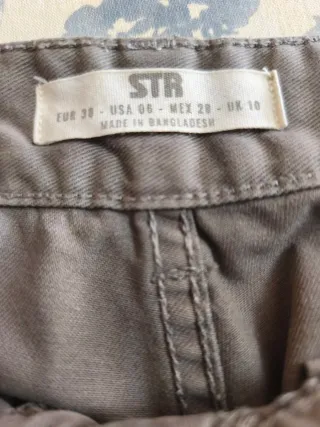 STR
EUR 38 - USA 06 - MEX 28 - UK 10
MADE IN BANGLADESH